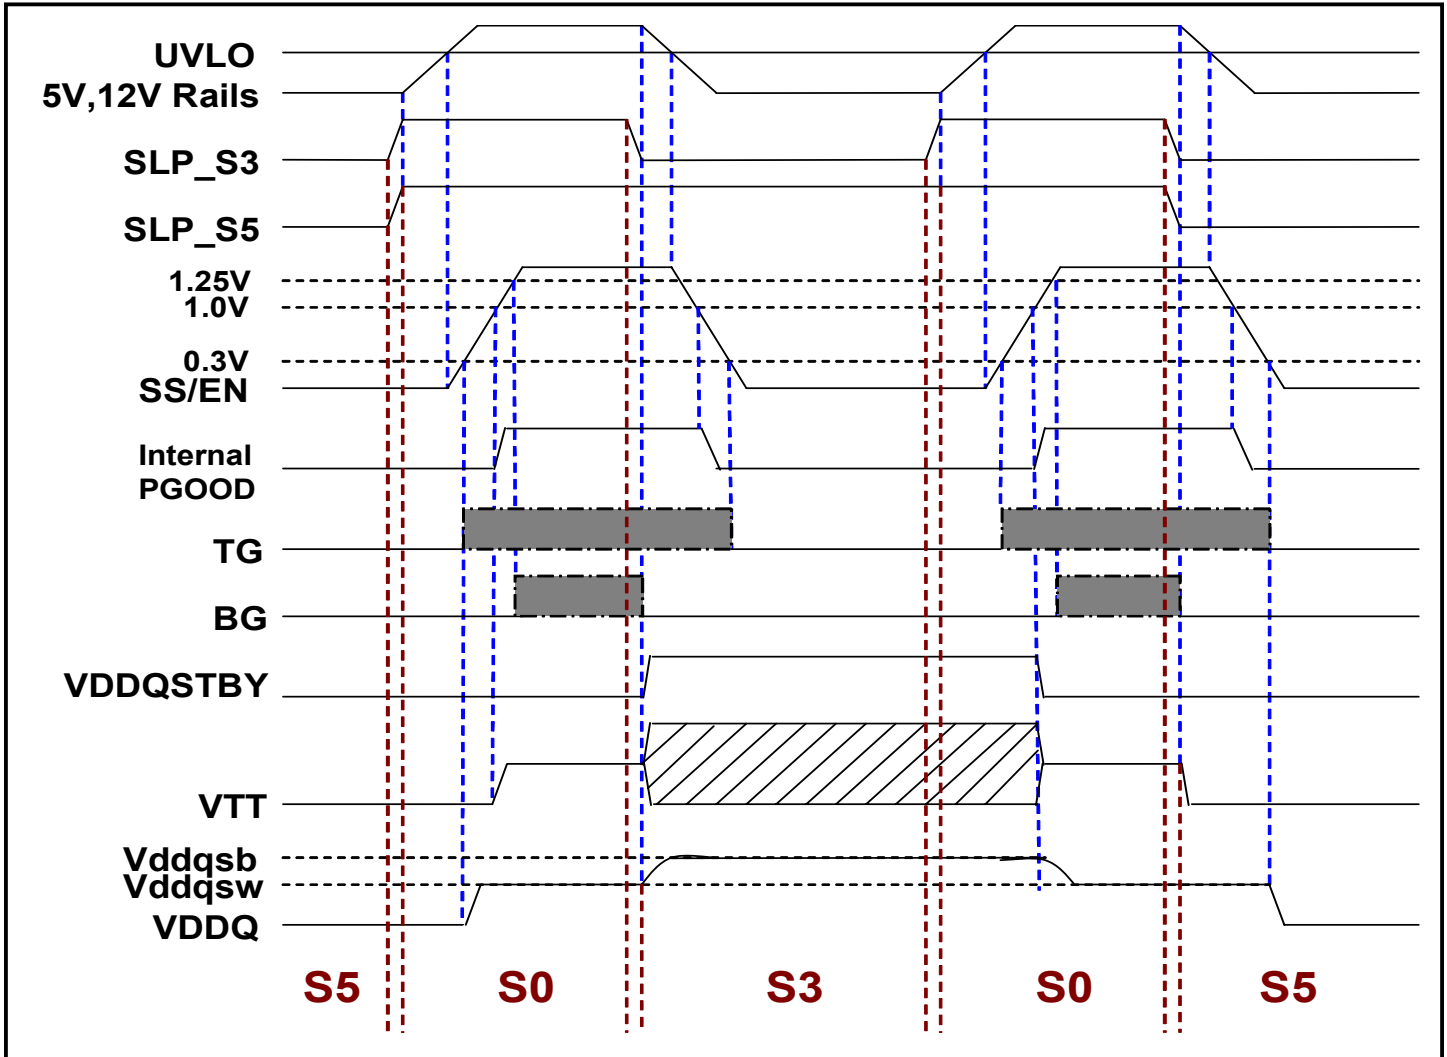 UVLO
5V,12V Rails
SLP_S3
SLP_S5
1.25V
1.0V
0.3V
SS/EN
Internal
PGOOD
TG
BG
VDDQSTBY
VTT
Vddqsb
Vddqsw
VDDQ
S5 S0 S3 S0 S5